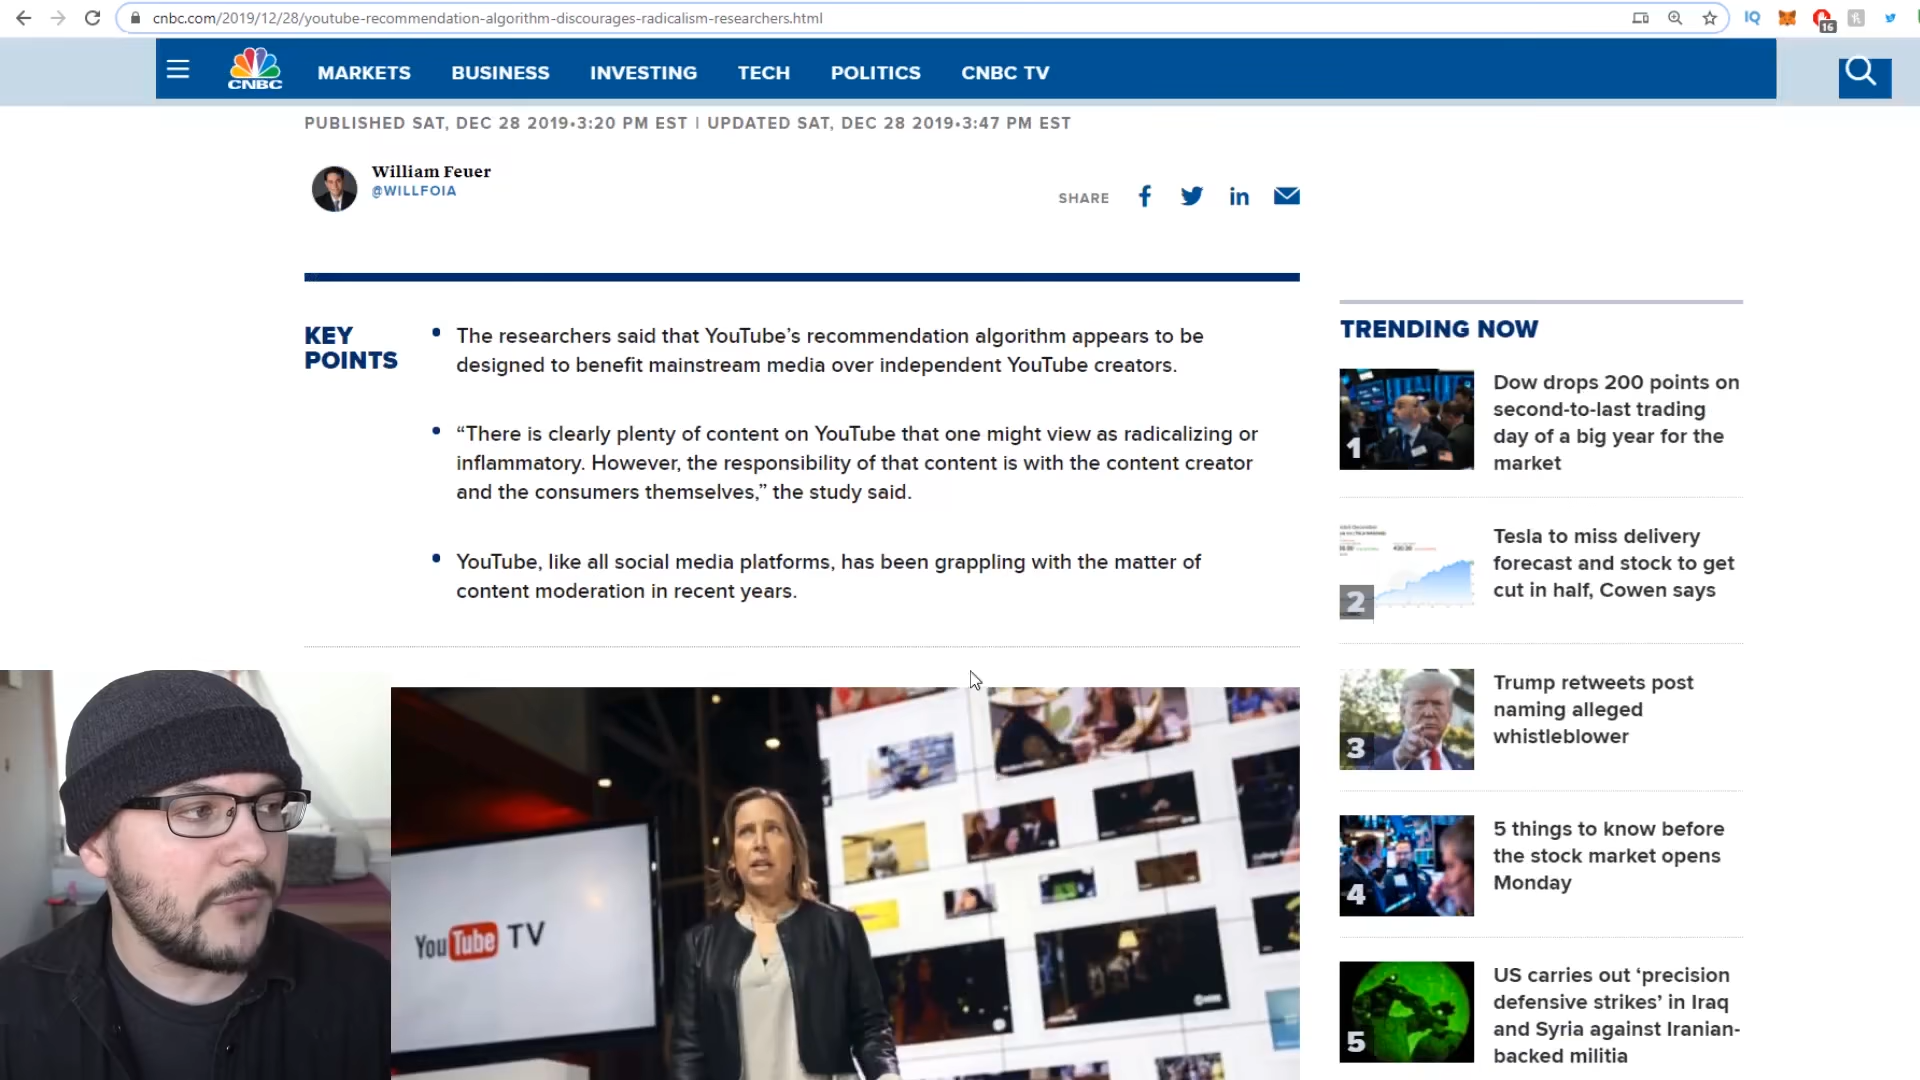 cnbc.com/2019/12/28/youtube-recommendation-algorithm-discourages-radicalism-researchers.html
IQ
16
CNBC
MARKETS
BUSINESS
INVESTING
TECH
POLITICS
CNBC TV
PUBLISHED SAT, DEC 28 2019•3:20 PM EST | UPDATED SAT, DEC 28 2019•3:47 PM EST
William Feuer
@WILLFOIA
SHARE
KEY
POINTS
The researchers said that YouTube’s recommendation algorithm appears to be
designed to benefit mainstream media over independent YouTube creators.
“There is clearly plenty of content on YouTube that one might view as radicalizing or
inflammatory. However, the responsibility of that content is with the content creator
and the consumers themselves,” the study said.
YouTube, like all social media platforms, has been grappling with the matter of
content moderation in recent years.
YouTube TV
TRENDING NOW
1
Dow drops 200 points on
second-to-last trading
day of a big year for the
market
2
Tesla to miss delivery
forecast and stock to get
cut in half, Cowen says
3
Trump retweets post
naming alleged
whistleblower
4
5 things to know before
the stock market opens
Monday
5
US carries out ‘precision
defensive strikes’ in Iraq
and Syria against Iranian-
backed militia